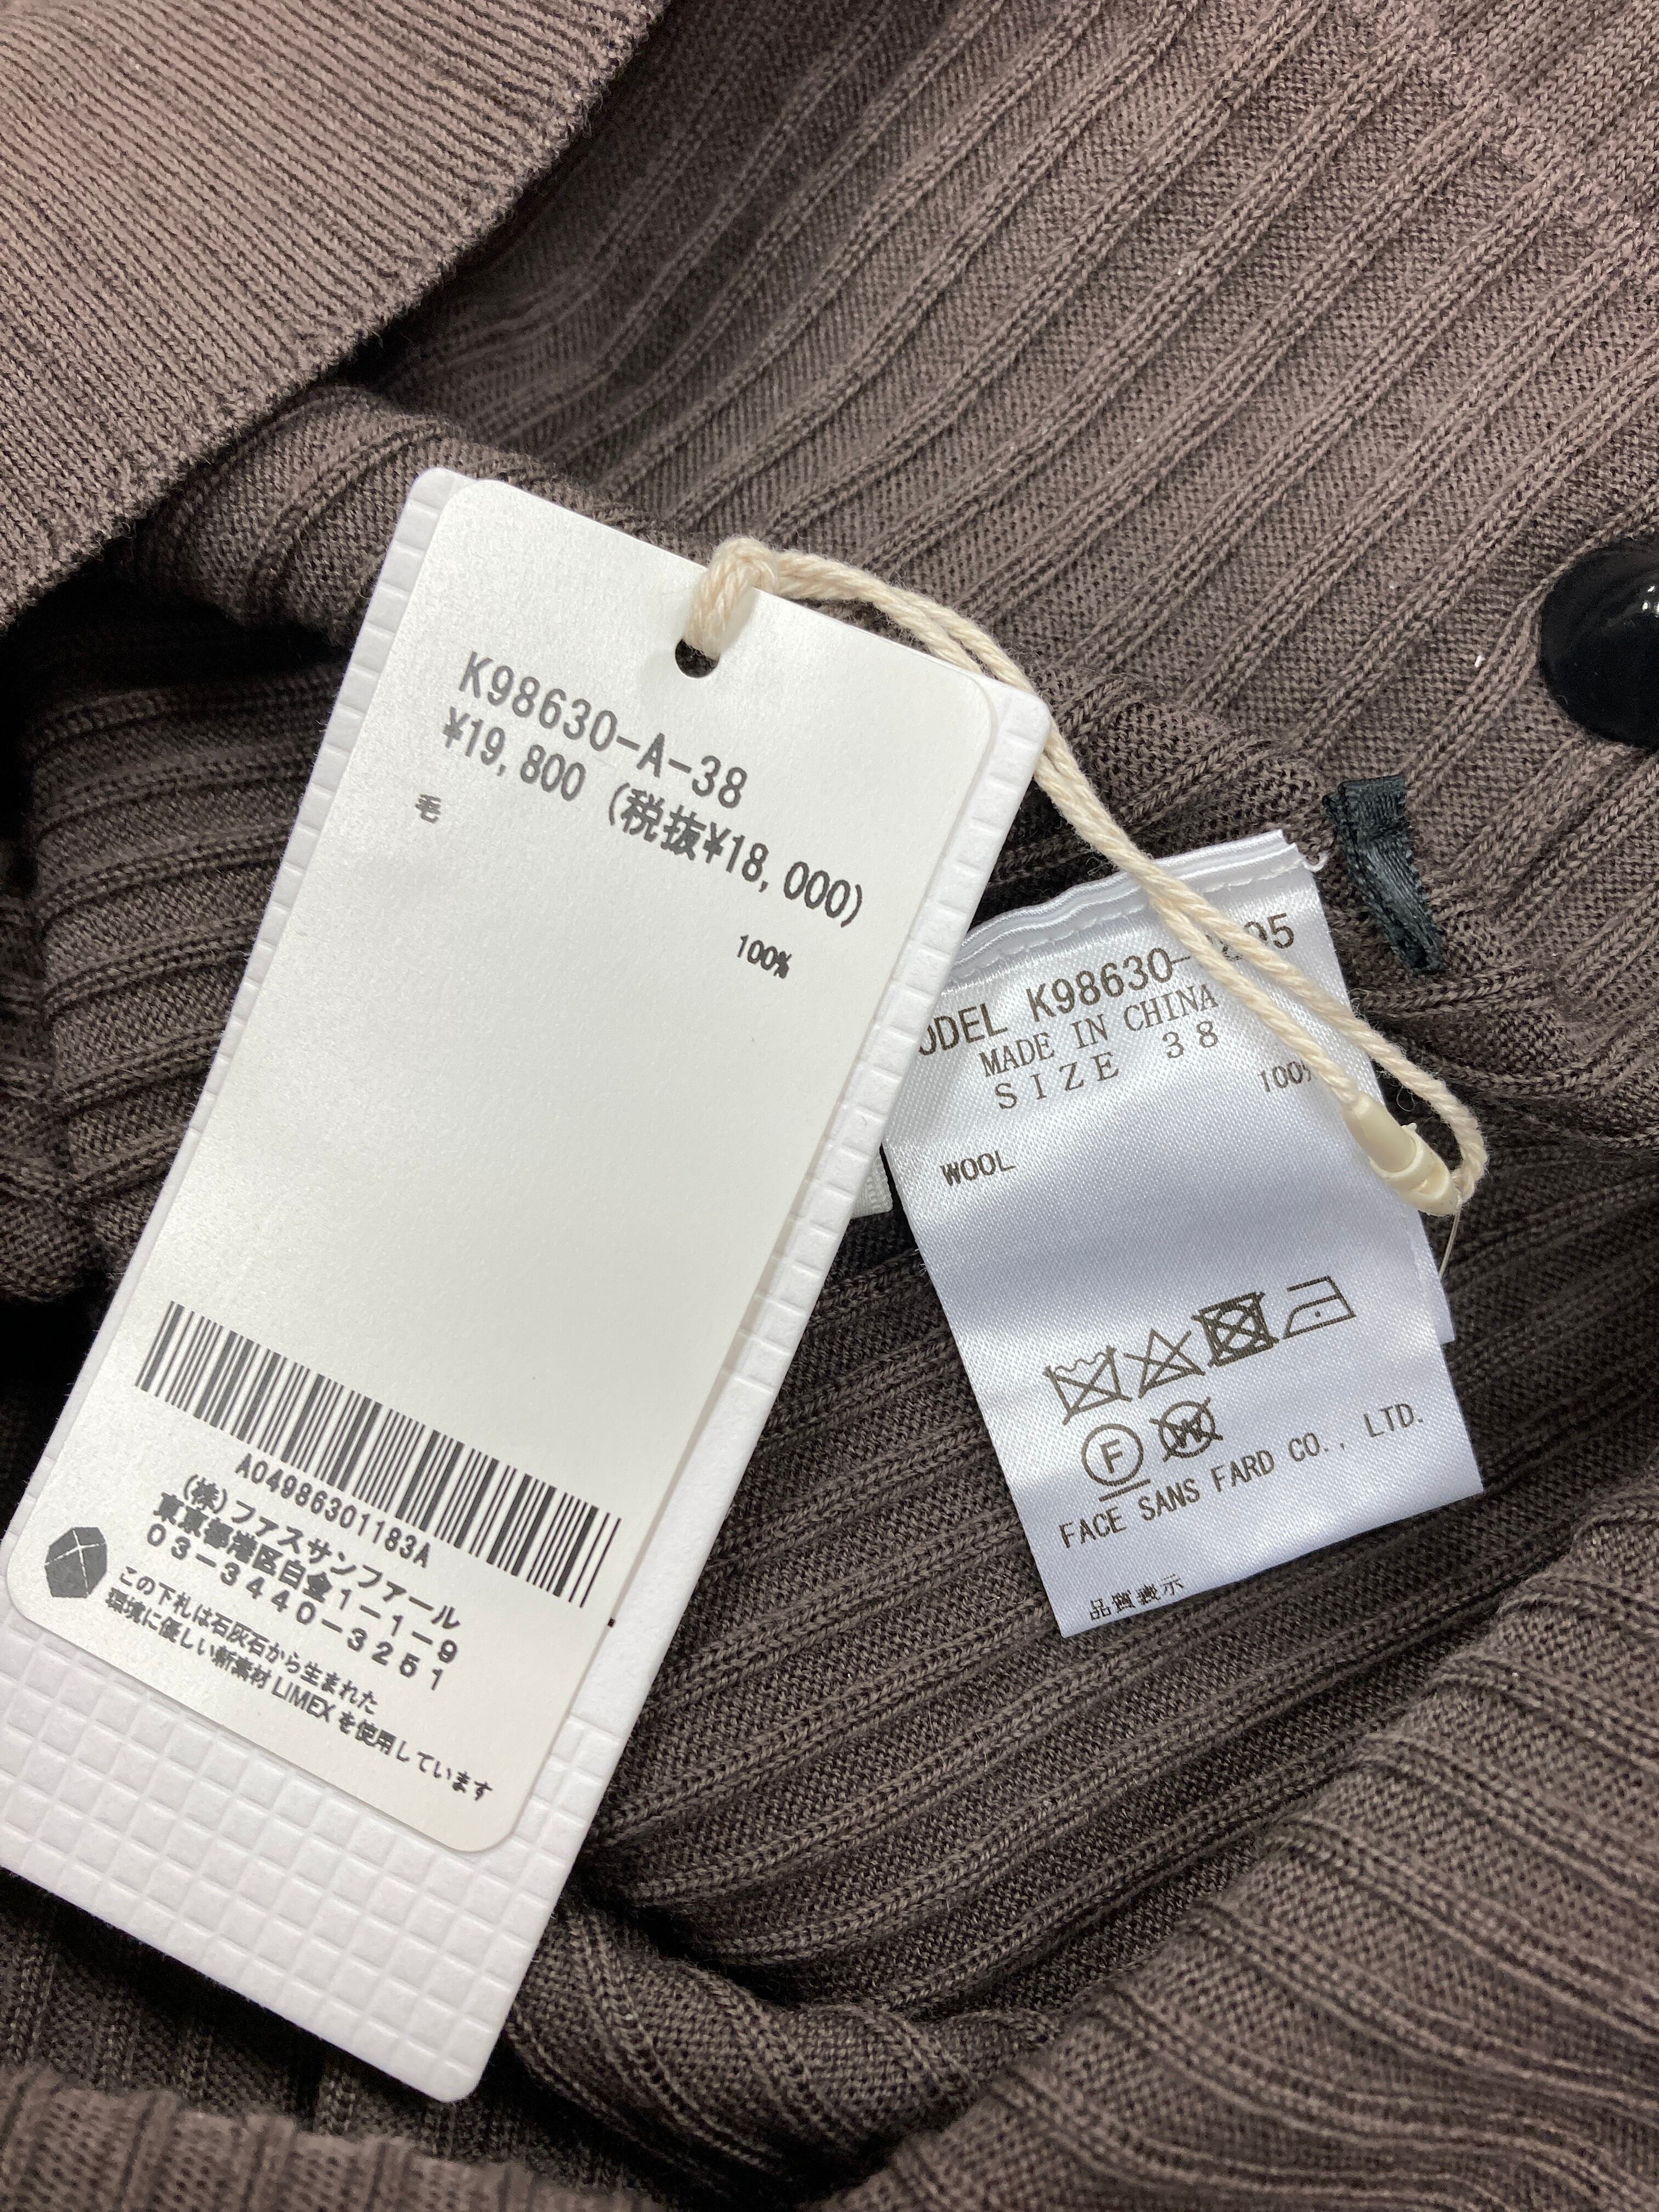 K98630-A-38
¥19,800 (税抜¥18,000)
毛 100%
A04986301183A
(株)ファスサンファール
東京都港区白金1-1-9
03-3440-3251
この下札は石灰石から生まれた
環境に優しい新素材 LIMEX を使用しています
K98630-
MADE IN CHINA
SIZE 38
WOOL
F
W
FACE SANS FARD CO., LTD.
品質表示